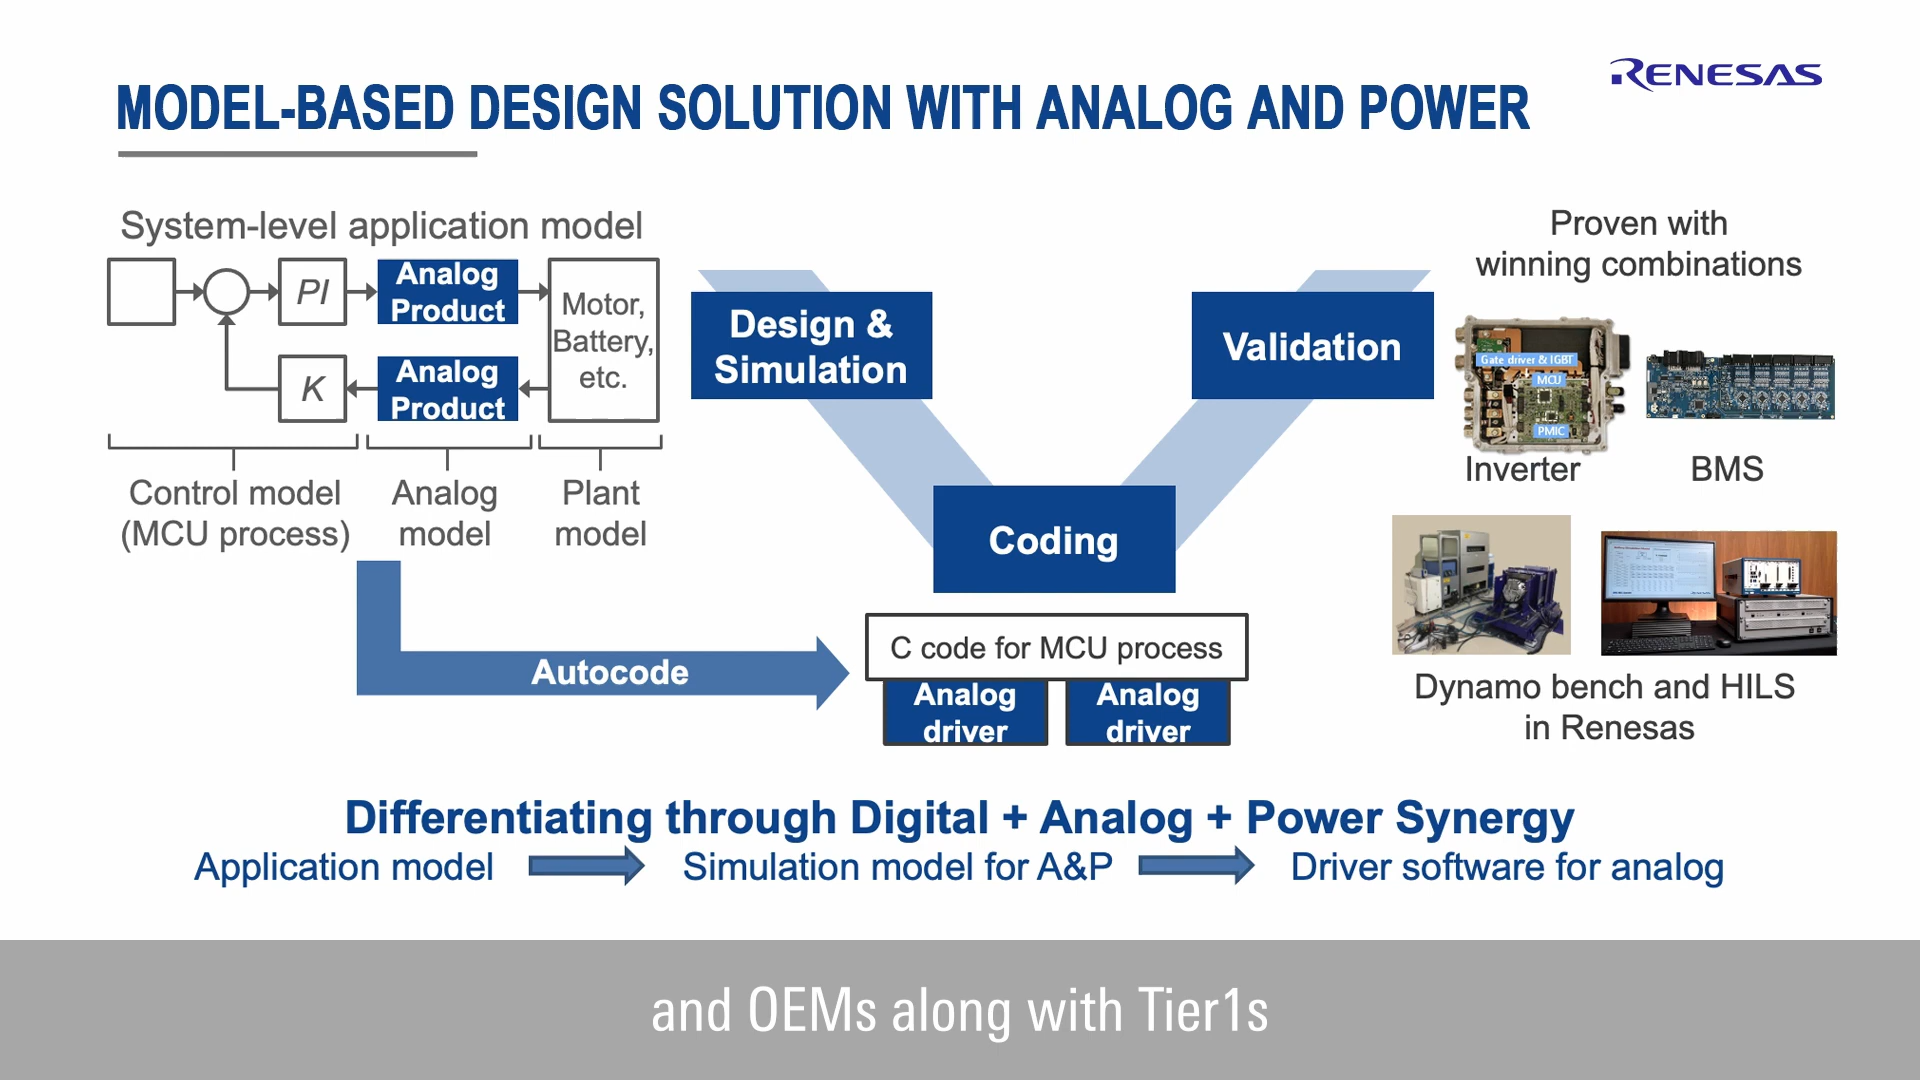 RENESAS
MODEL-BASED DESIGN SOLUTION WITH ANALOG AND POWER
System-level application model
PI
Analog
Product
Motor,
Battery,
etc.
K
Analog
Product
Control model
(MCU process)
Analog
model
Plant
model
Design &
Simulation
Validation
Coding
Autocode
C code for MCU process
Analog
driver
Analog
driver
Proven with
winning combinations
Gate driver & IGBT
MCU
PMIC
Inverter
BMS
Dynamo bench and HILS
in Renesas
Differentiating through Digital + Analog + Power Synergy
Application model
Simulation model for A&P
Driver software for analog
and OEMs along with Tier1s